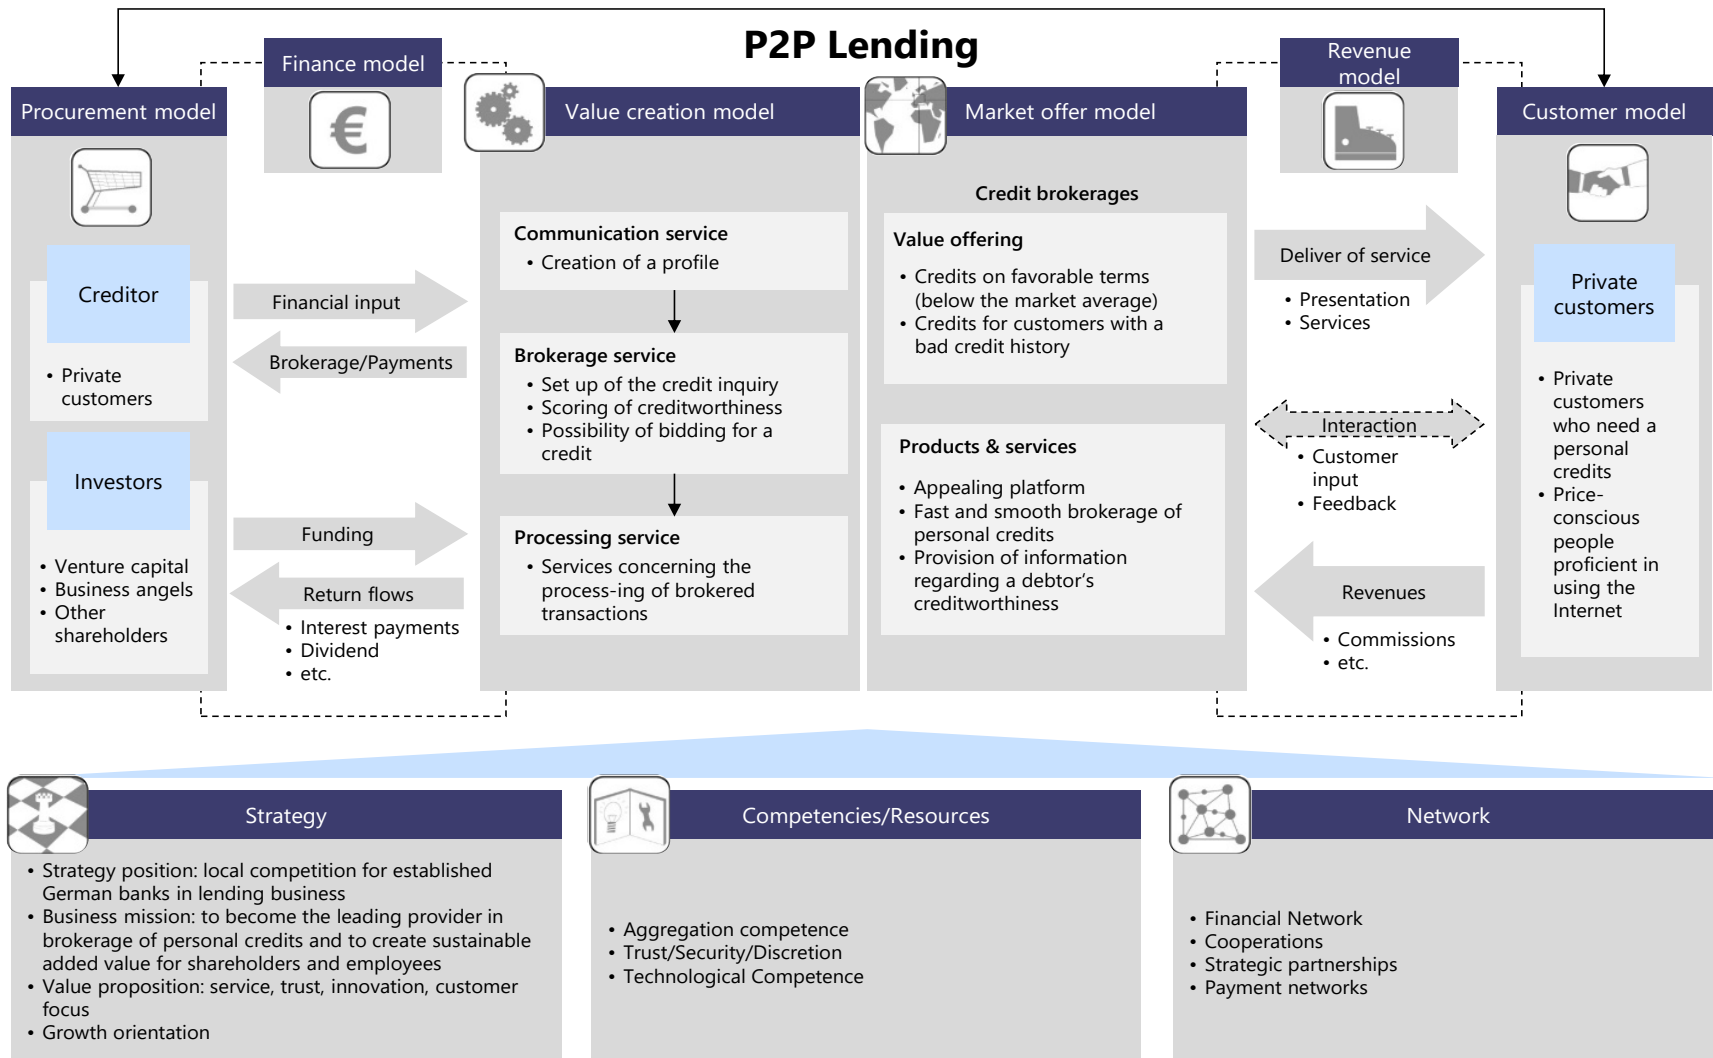 P2P Lending
Finance model
Revenue
model
Procurement model
Value creation model
Market offer model
Customer model
Creditor
• Private
customers
Investors
• Venture capital
• Business angels
• Other
shareholders
Financial input
Brokerage/Payments
Funding
Return flows
• Interest payments
• Dividend
• etc.
Communication service
• Creation of a profile
Brokerage service
• Set up of the credit inquiry
• Scoring of creditworthiness
• Possibility of bidding for a
credit
Processing service
• Services concerning the
process-ing of brokered
transactions
Credit brokerages
Value offering
• Credits on favorable terms
(below the market average)
• Credits for customers with a
bad credit history
Products & services
• Appealing platform
• Fast and smooth brokerage of
personal credits
• Provision of information
regarding a debtor’s
creditworthiness
Deliver of service
• Presentation
• Services
Interaction
• Customer
input
• Feedback
Revenues
• Commissions
• etc.
Private
customers
• Private
customers
who need a
personal
credits
• Price-
conscious
people
proficient in
using the
Internet
Strategy
• Strategy position: local competition for established
German banks in lending business
• Business mission: to become the leading provider in
brokerage of personal credits and to create sustainable
added value for shareholders and employees
• Value proposition: service, trust, innovation, customer
focus
• Growth orientation
Competencies/Resources
• Aggregation competence
• Trust/Security/Discretion
• Technological Competence
Network
• Financial Network
• Cooperations
• Strategic partnerships
• Payment networks